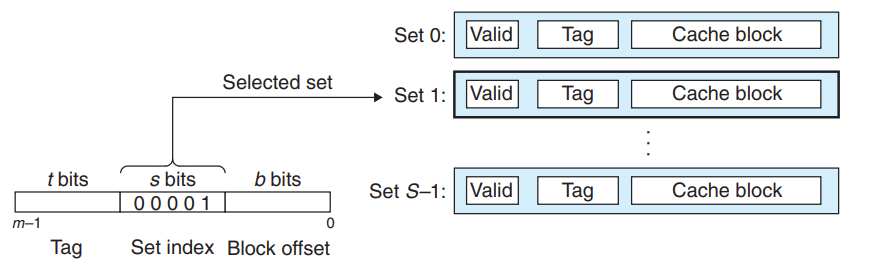 Set 0: Valid Tag Cache block
Selected set
Set 1: Valid Tag Cache block
⋮
t bits s bits b bits
Set S–1: Valid Tag Cache block
0 0 0 0 1
m–1 0
Tag Set index Block offset